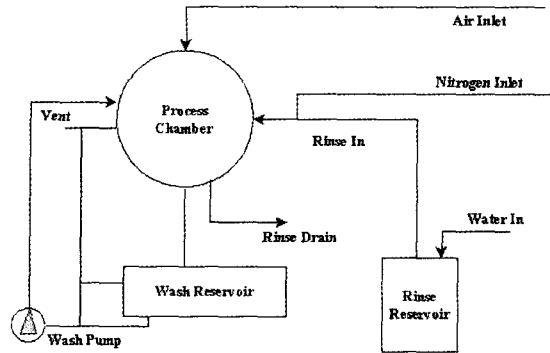 Air Inlet
Nitrogen Inlet
Vent
Process
Chamber
Rinse In
Water In
Rinse Drain
Wash Reservoir
Rinse
Reservoir
Wash Pump